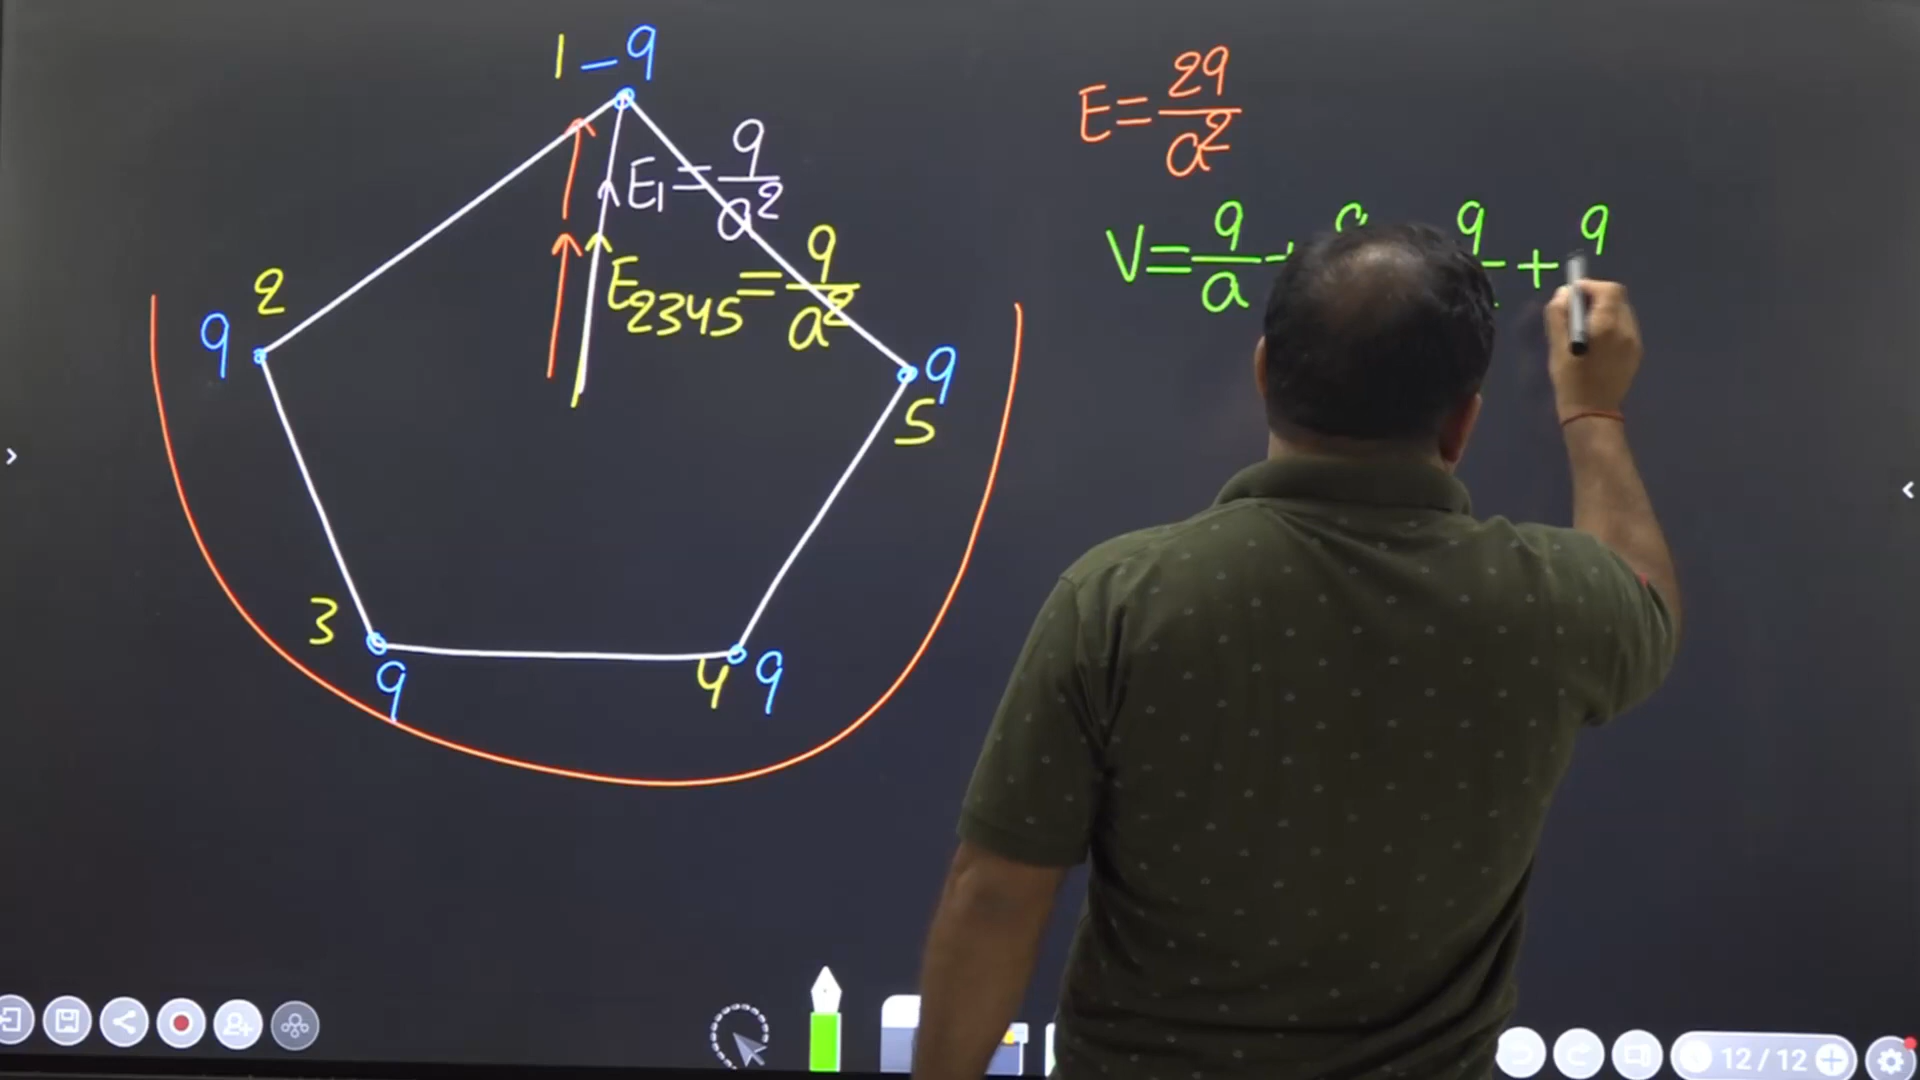 1 -q
E = 2q/a²
E₁ = q/a²
V = q/a + q + q
2
q
E₂₃₄₅ = q/a²
q
5
3
q
4 q
12 / 12